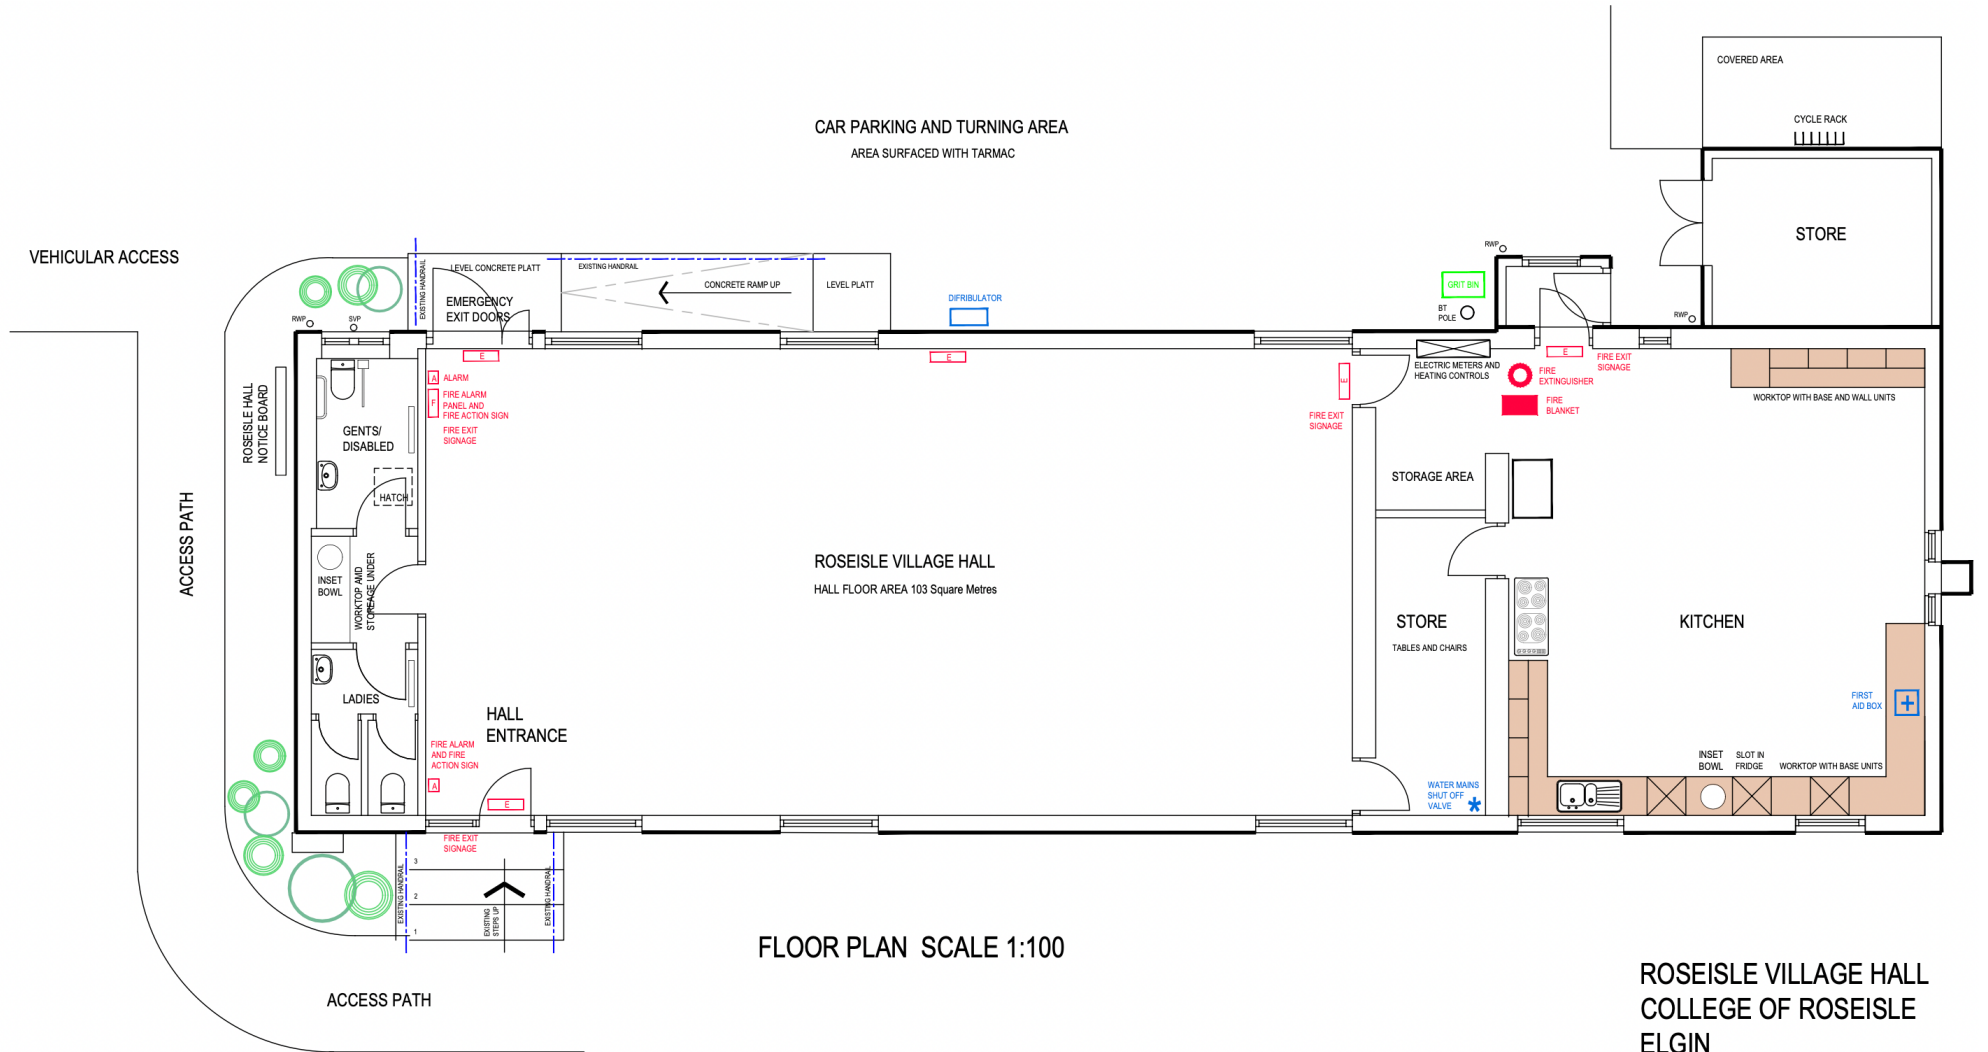 COVERED AREA
CYCLE RACK
CAR PARKING AND TURNING AREA
AREA SURFACED WITH TARMAC
STORE
VEHICULAR ACCESS
RWP
SVP
EXISTING HANDRAIL
LEVEL CONCRETE PLATT
EMERGENCY
EXIT DOORS
EXISTING HANDRAIL
CONCRETE RAMP UP
LEVEL PLATT
DIFRIBULATOR
GRIT BIN
BT
POLE
RWP
RWP
E
A
ALARM
F
FIRE ALARM
PANEL AND
FIRE ACTION SIGN
FIRE EXIT
SIGNAGE
E
E
FIRE EXIT
SIGNAGE
ELECTRIC METERS AND
HEATING CONTROLS
E
FIRE EXIT
SIGNAGE
FIRE
EXTINGUISHER
FIRE
BLANKET
WORKTOP WITH BASE AND WALL UNITS
ROSEISLE HALL
NOTICE BOARD
GENTS/
DISABLED
HATCH
STORAGE AREA
ACCESS PATH
INSET
BOWL
WORKTOP AMD
STOREAGE UNDER
ROSEISLE VILLAGE HALL
HALL FLOOR AREA 103 Square Metres
STORE
TABLES AND CHAIRS
KITCHEN
LADIES
HALL
ENTRANCE
FIRE ALARM
AND FIRE
ACTION SIGN
A
E
FIRE EXIT
SIGNAGE
WATER MAINS
SHUT OFF
VALVE
FIRST
AID BOX
INSET
BOWL
SLOT IN
FRIDGE
WORKTOP WITH BASE UNITS
EXISTING HANDRAIL
3
2
1
EXISTING
STEPS UP
EXISTING HANDRAIL
FLOOR PLAN SCALE 1:100
ACCESS PATH
ROSEISLE VILLAGE HALL
COLLEGE OF ROSEISLE
ELGIN